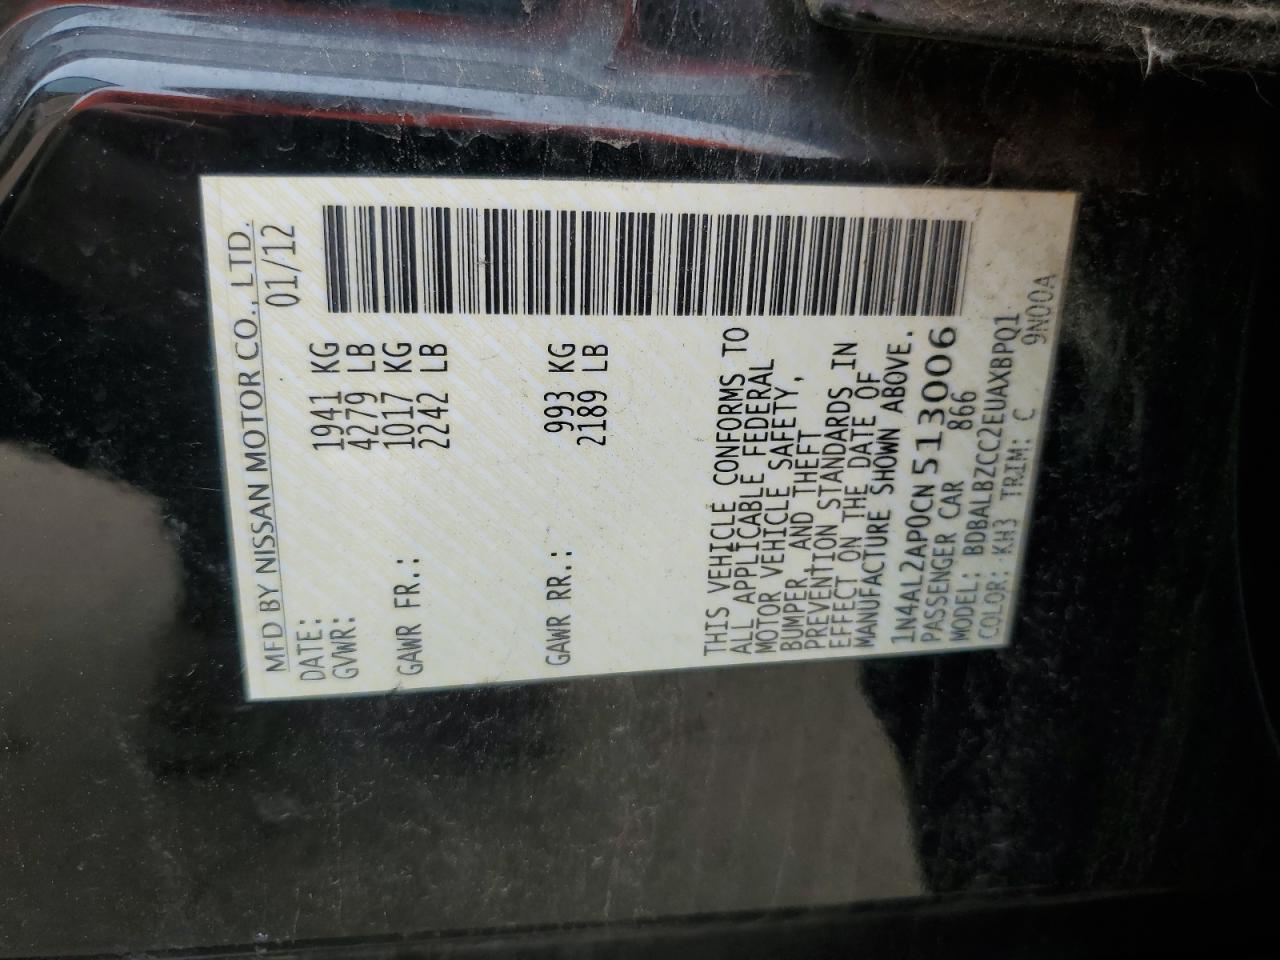 MFD BY NISSAN MOTOR CO., LTD.
DATE: 01/12
GVWR: 1941 KG
4279 LB
GAWR FR.: 1017 KG
2242 LB
GAWR RR.: 993 KG
2189 LB
THIS VEHICLE CONFORMS TO
ALL APPLICABLE FEDERAL
MOTOR VEHICLE SAFETY,
BUMPER, AND THEFT
PREVENTION STANDARDS IN
EFFECT ON THE DATE OF
MANUFACTURE SHOWN ABOVE.
1N4AL2AP0CN513006
PASSENGER CAR 866
MODEL: BDBALBZCC2EUAXBPQ1
COLOR: KH3 TRIM: C 9N00A